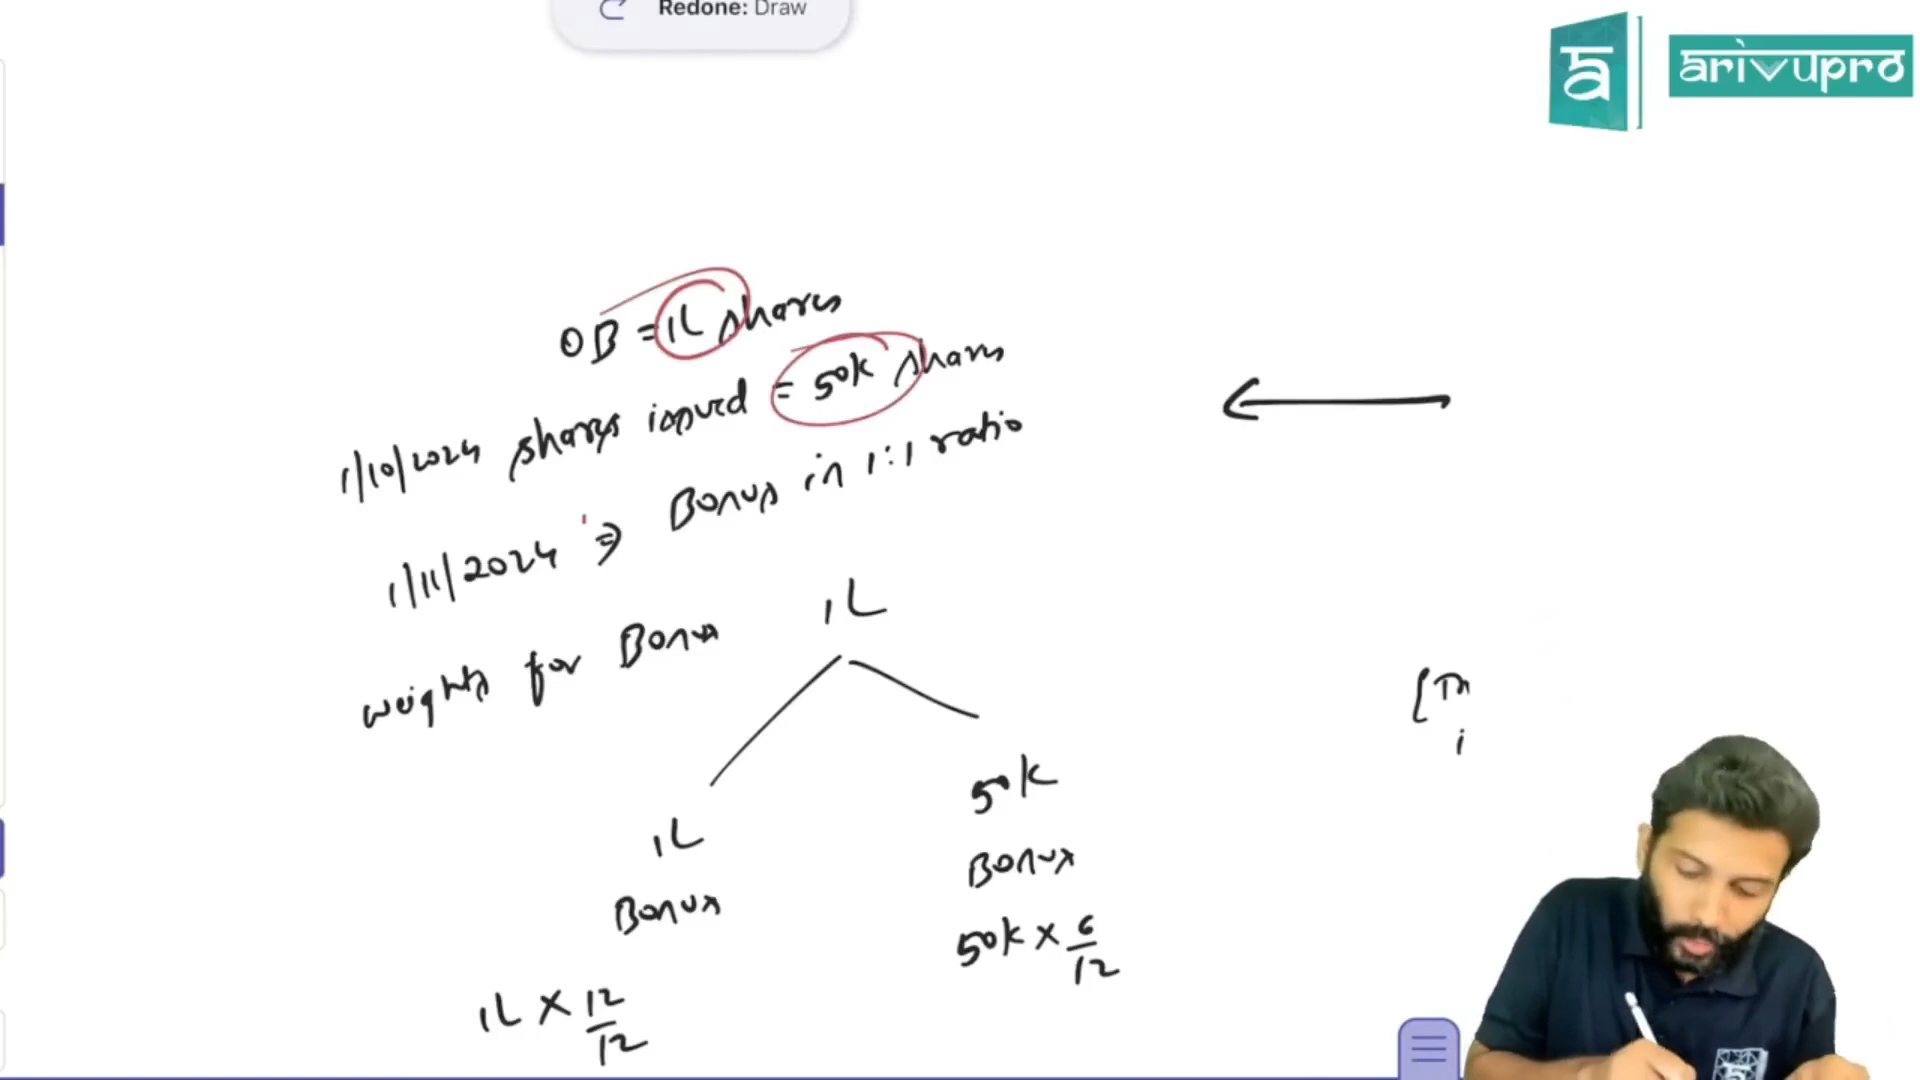 Redone: Draw
ā arivupro
OB = 1L shares
1/10/2024 shares issued = 50k shares
1/11/2024 ⇒ Bonus in 1:1 ratio
weights for Bonus 1L
1L
Bonus
1L × 12/12
50k
Bonus
50k × 6/12